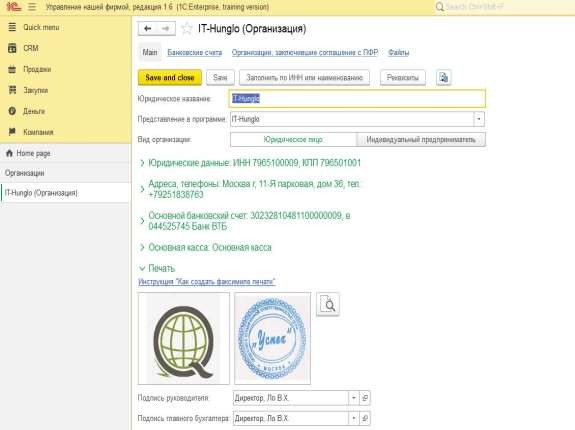 Управление нашей фирмой, редакция 1.6 (1C:Enterprise, training version)
Search Ctrl+Shift+F
Quick menu
CRM
Продажи
Закупки
Деньги
Компания
Home page
Организации
IT-Hunglo (Организация)
IT-Hunglo (Организация)
Main Банковские счета Организации, заключившие соглашение с ПФР Файлы
Save and close Save Заполнить по ИНН или наименованию Реквизиты
Юридическое название: IT-Hunglo
Представление в программе: IT-Hunglo
Вид организации: Юридическое лицо Индивидуальный предприниматель
Юридические данные: ИНН 7965100009, КПП 796501001
Адреса, телефоны: Москва г, 11-Я парковая, дом 36, тел.:
+79251838763
Основной банковский счет: 30232810481100000009, в
044525745 Банк ВТБ
Основная касса: Основная касса
Печать
Инструкция "Как создать факсимиле печати"
„Успех"
МОСКВА
Подпись руководителя: Директор, Ло В.Х.
Подпись главного бухгалтера: Директор, Ло В.Х.